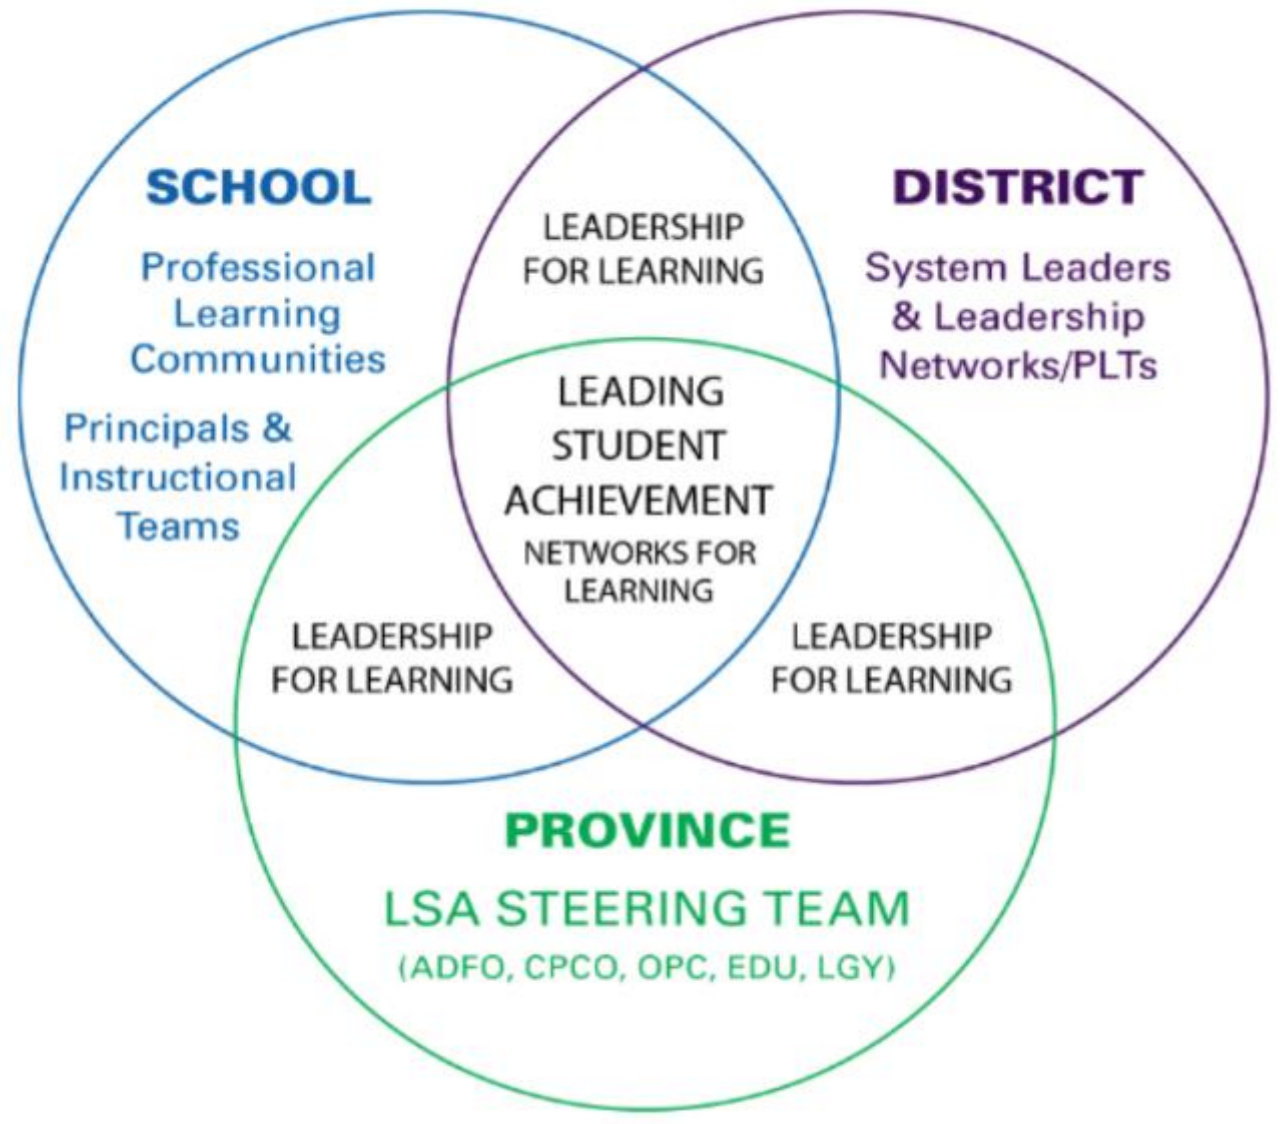 SCHOOL
Professional
Learning
Communities
Principals &
Instructional
Teams
LEADERSHIP
FOR LEARNING
DISTRICT
System Leaders
& Leadership
Networks/PLTs
LEADING
STUDENT
ACHIEVEMENT
NETWORKS FOR
LEARNING
LEADERSHIP
FOR LEARNING
LEADERSHIP
FOR LEARNING
PROVINCE
LSA STEERING TEAM
(ADFO, CPCO, OPC, EDU, LGY)